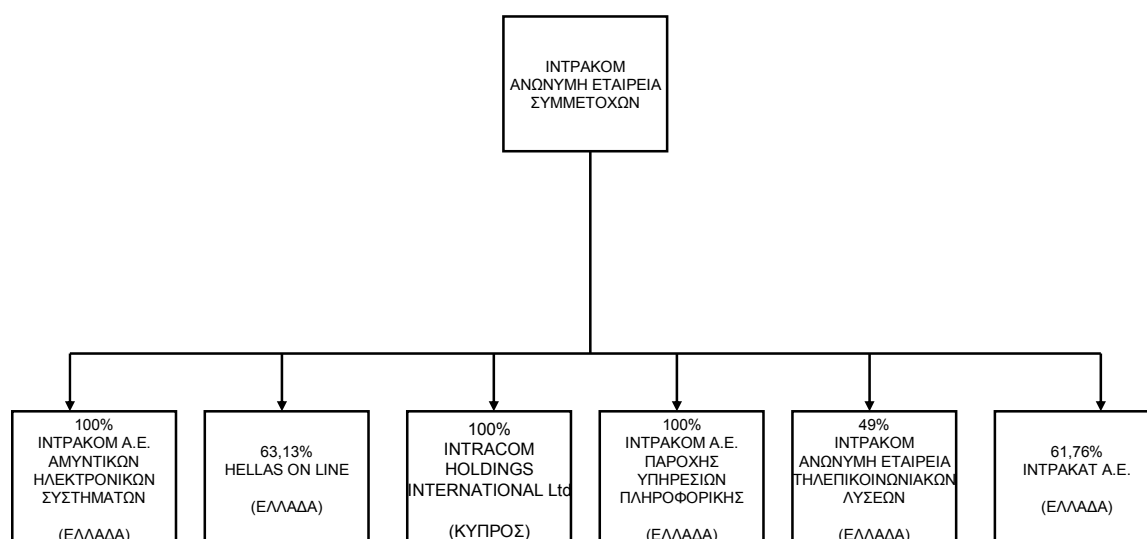 ΙΝΤΡΑΚΟΜ
ΑΝΩΝΥΜΗ ΕΤΑΙΡΕΙΑ
ΣΥΜΜΕΤΟΧΩΝ
100%
ΙΝΤΡΑΚΟΜ Α.Ε.
ΑΜΥΝΤΙΚΩΝ
ΗΛΕΚΤΡΟΝΙΚΩΝ
ΣΥΣΤΗΜΑΤΩΝ
(ΕΛΛΑΔΑ)
63,13%
HELLAS ON LINE
(ΕΛΛΑΔΑ)
100%
INTRACOM
HOLDINGS
INTERNATIONAL Ltd
(ΚΥΠΡΟΣ)
100%
ΙΝΤΡΑΚΟΜ Α.Ε.
ΠΑΡΟΧΗΣ
ΥΠΗΡΕΣΙΩΝ
ΠΛΗΡΟΦΟΡΙΚΗΣ
(ΕΛΛΑΔΑ)
49%
ΙΝΤΡΑΚΟΜ
ΑΝΩΝΥΜΗ ΕΤΑΙΡΕΙΑ
ΤΗΛΕΠΙΚΟΙΝΩΝΙΑΚΩΝ
ΛΥΣΕΩΝ
(ΕΛΛΑΔΑ)
61,76%
ΙΝΤΡΑΚΑΤ Α.Ε.
(ΕΛΛΑΔΑ)